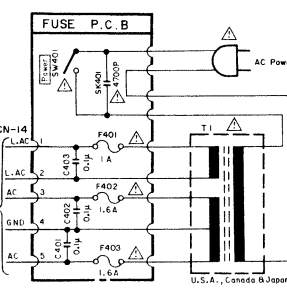 FUSE P.C.B
Power
SW401
SK401
4700P
AC Powe
CN-14
L.AC
1
F401
1A
C403
0.1μ
T1
L.AC
2
AC
3
F402
1.6A
C402
0.1μ
GND
4
C401
0.1μ
AC
5
F403
1.6A
U.S.A., Canada & Japan